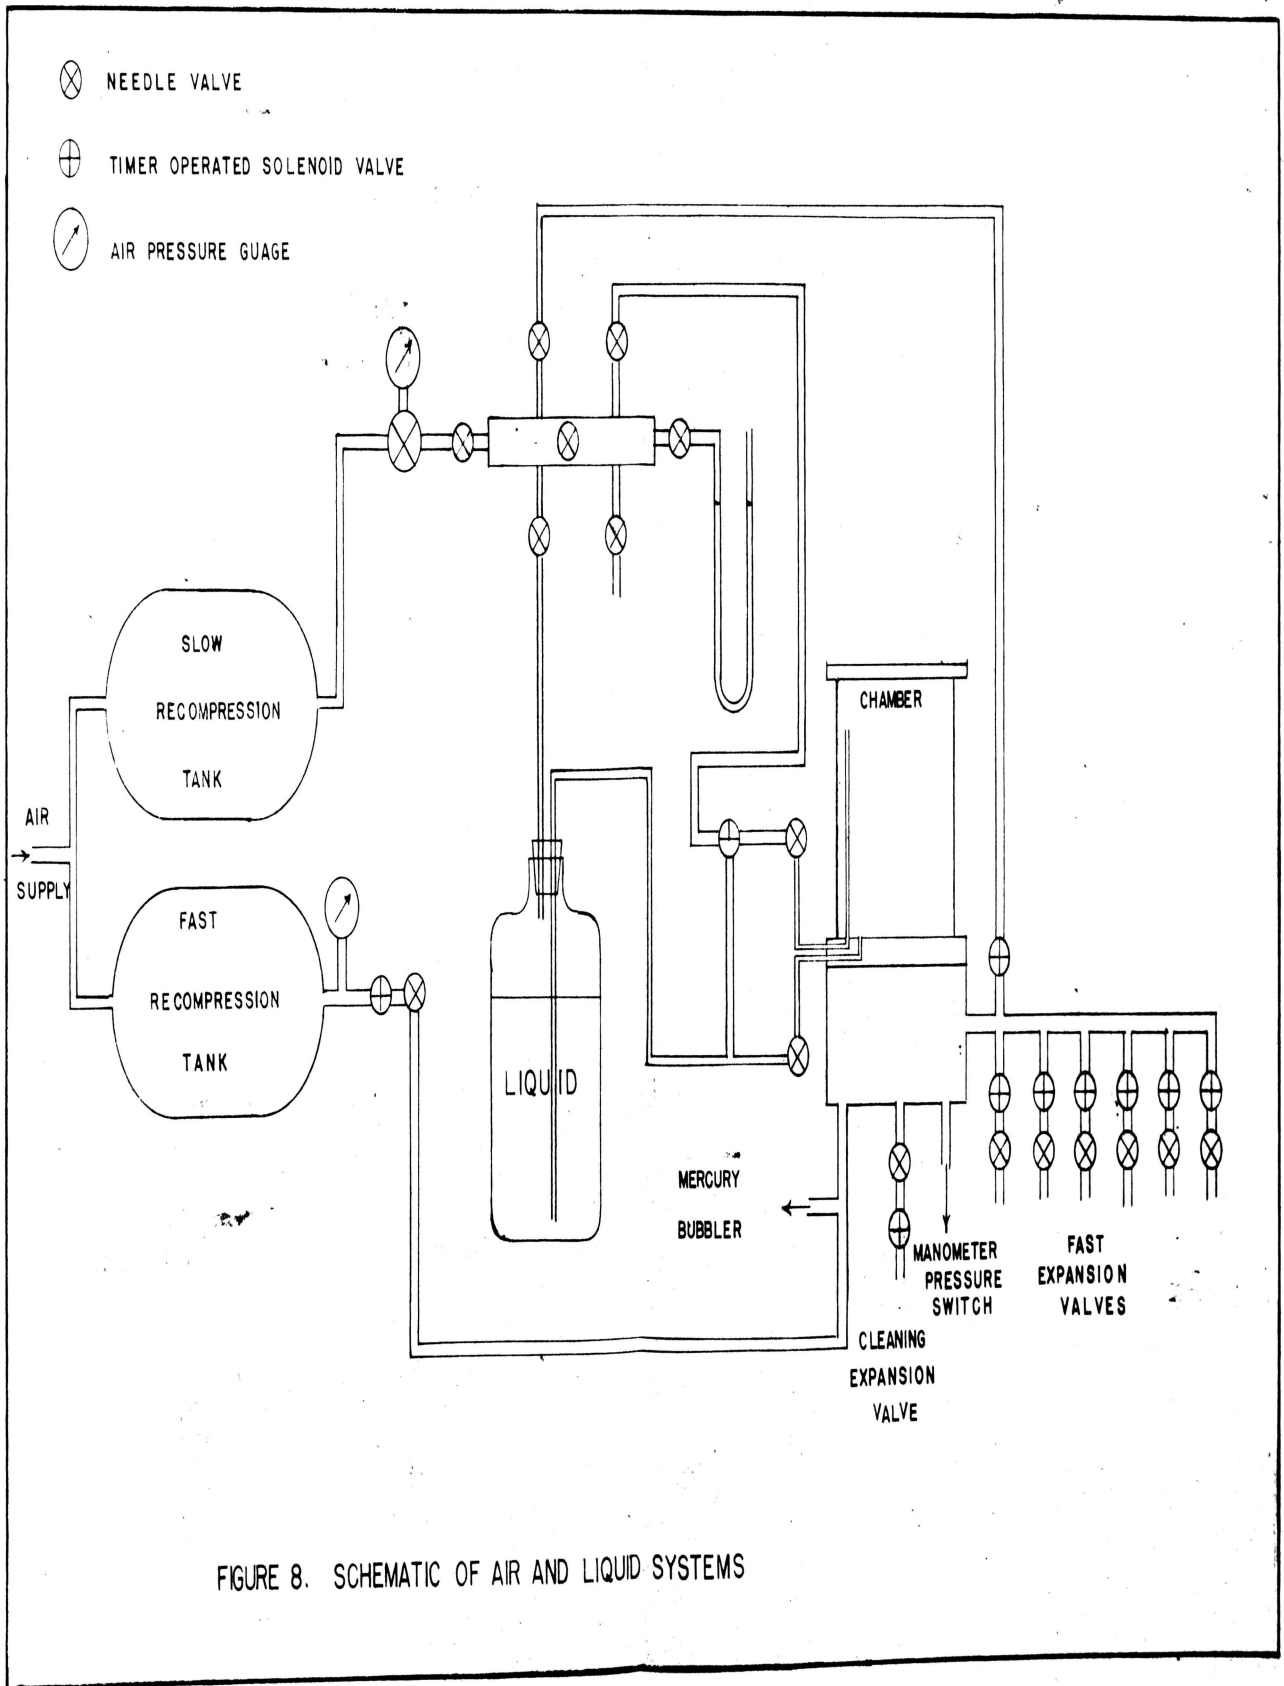 NEEDLE VALVE
TIMER OPERATED SOLENOID VALVE
AIR PRESSURE GUAGE
SLOW
RECOMPRESSION
TANK
AIR
SUPPLY
FAST
RECOMPRESSION
TANK
LIQUID
CHAMBER
MERCURY
BUBBLER
MANOMETER
PRESSURE
SWITCH
FAST
EXPANSION
VALVES
CLEANING
EXPANSION
VALVE
FIGURE 8. SCHEMATIC OF AIR AND LIQUID SYSTEMS